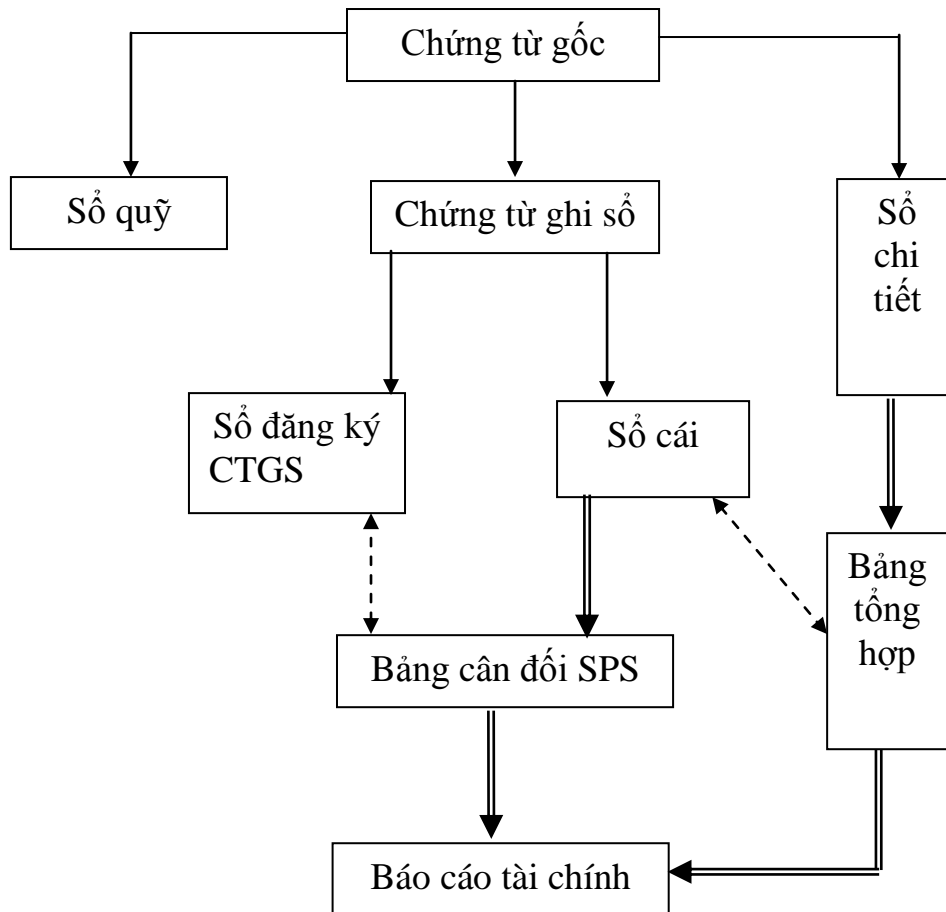 Chứng từ gốc
Sổ quỹ
Chứng từ ghi sổ
Sổ
chi
tiết
Sổ đăng ký
CTGS
Sổ cái
Bảng
tổng
hợp
Bảng cân đối SPS
Báo cáo tài chính